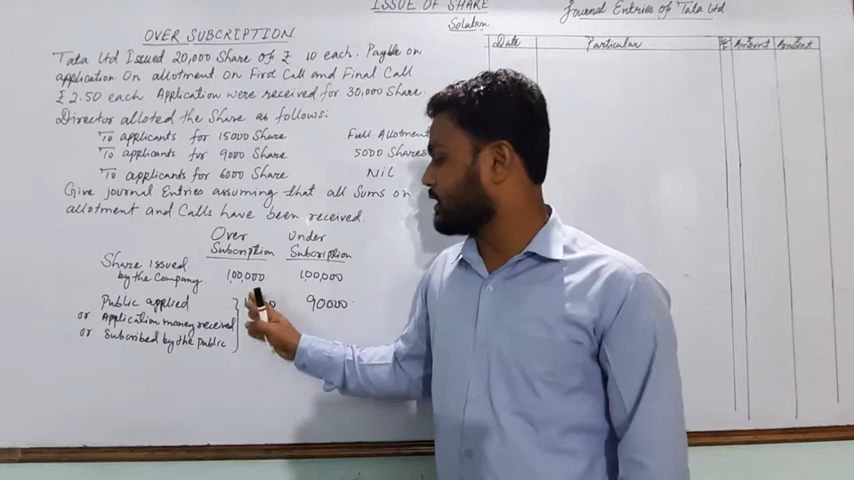 ISSUE OF SHARE
Solution
Journal Entries of Tata Ltd
OVER SUBSCRIPTION
Tata Ltd Issued 20,000 Share of ₹ 10 each. Payable on
application On allotment On First Call and Final Call
₹ 2.50 each. Application were received for 30,000 Share.
Director alloted the Share as follows:
To applicants for 15000 Share Full Allotment
To applicants for 9000 Share 5000 Shares
To applicants for 6000 Share Nil
Give journal Entries assuming that all Sums on
allotment and Calls have been received.
Over Subscription Under Subscription
Share issued
by the Company 1,00,000 1,00,000
Public applied 90000
or Application money received
or Subscribed by the Public
Date Particular Amount Amount